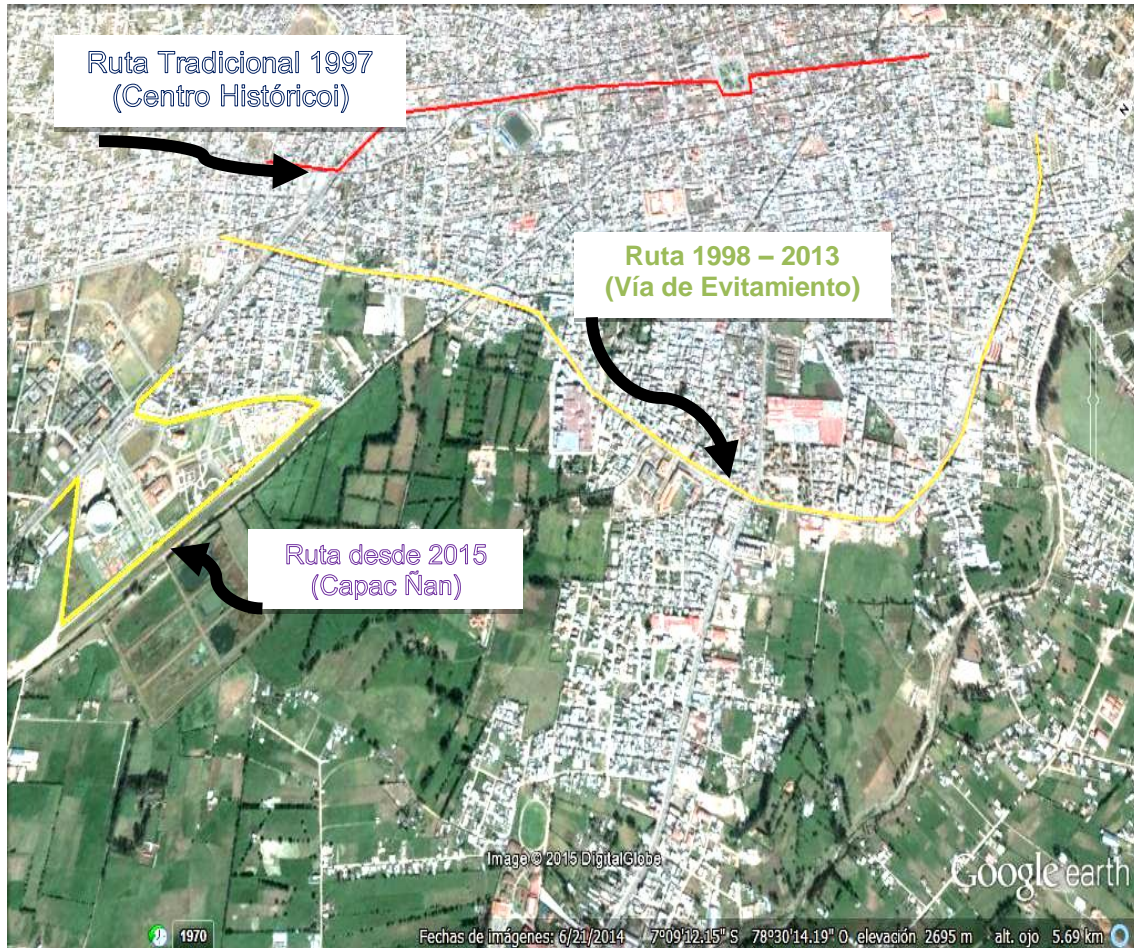 Ruta Tradicional 1997
(Centro Históricoi)
N
Ruta 1998 – 2013
(Vía de Evitamiento)
Ruta desde 2015
(Capac Ñan)
Image © 2015 DigitalGlobe
Google earth
1970
Fechas de imágenes: 6/21/2014 7°09'12.15" S 78°30'14.19" O elevación 2695 m alt. ojo 5.69 km